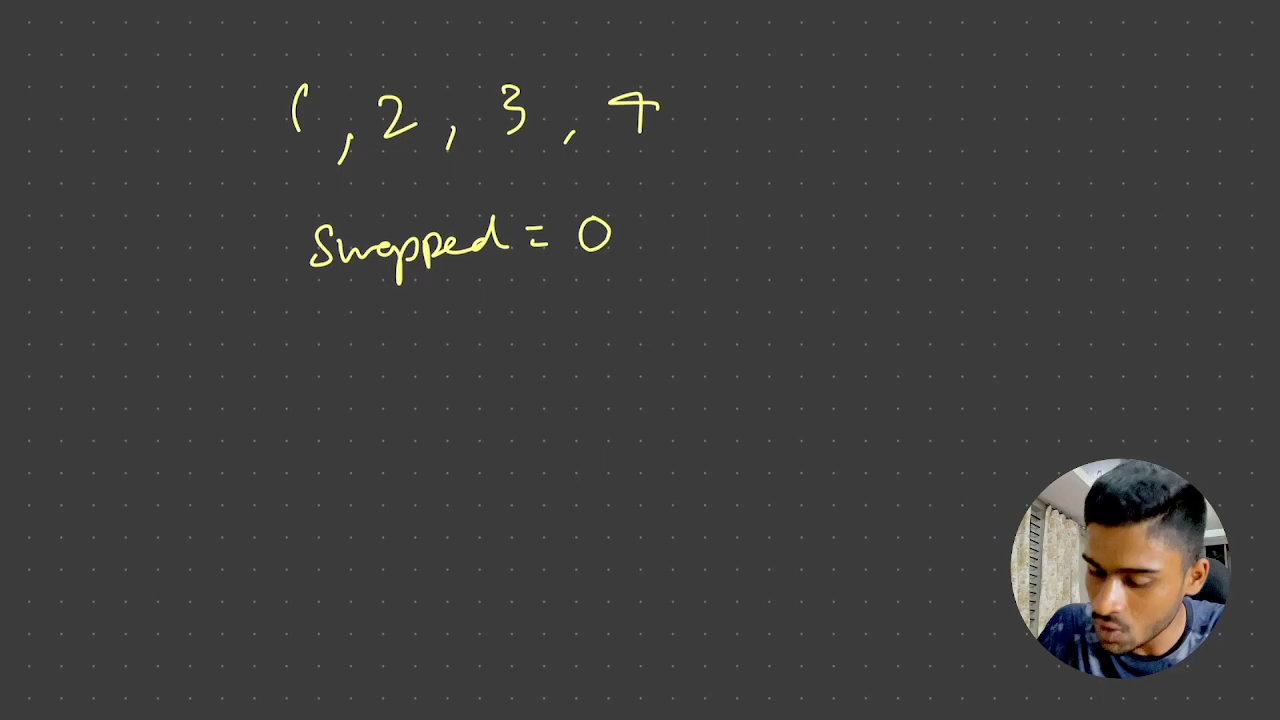 1, 2, 3, 4
swapped = 0